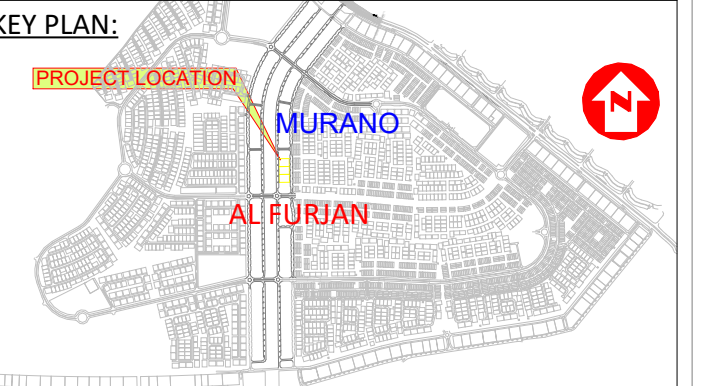 KEY PLAN:
PROJECT LOCATION
MURANO
AL FURJAN
N